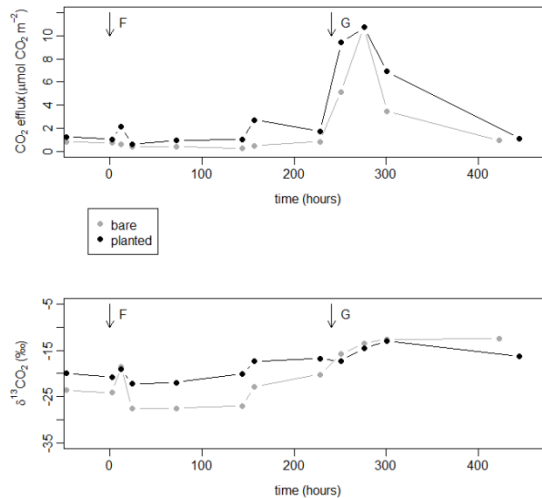 CO₂ efflux (μmol CO₂ m⁻²)
10
8
6
4
2
0
F
G
0 100 200 300 400
time (hours)
bare
planted
δ¹³CO₂ (‰)
-5
-15
-25
-35
F
G
0 100 200 300 400
time (hours)